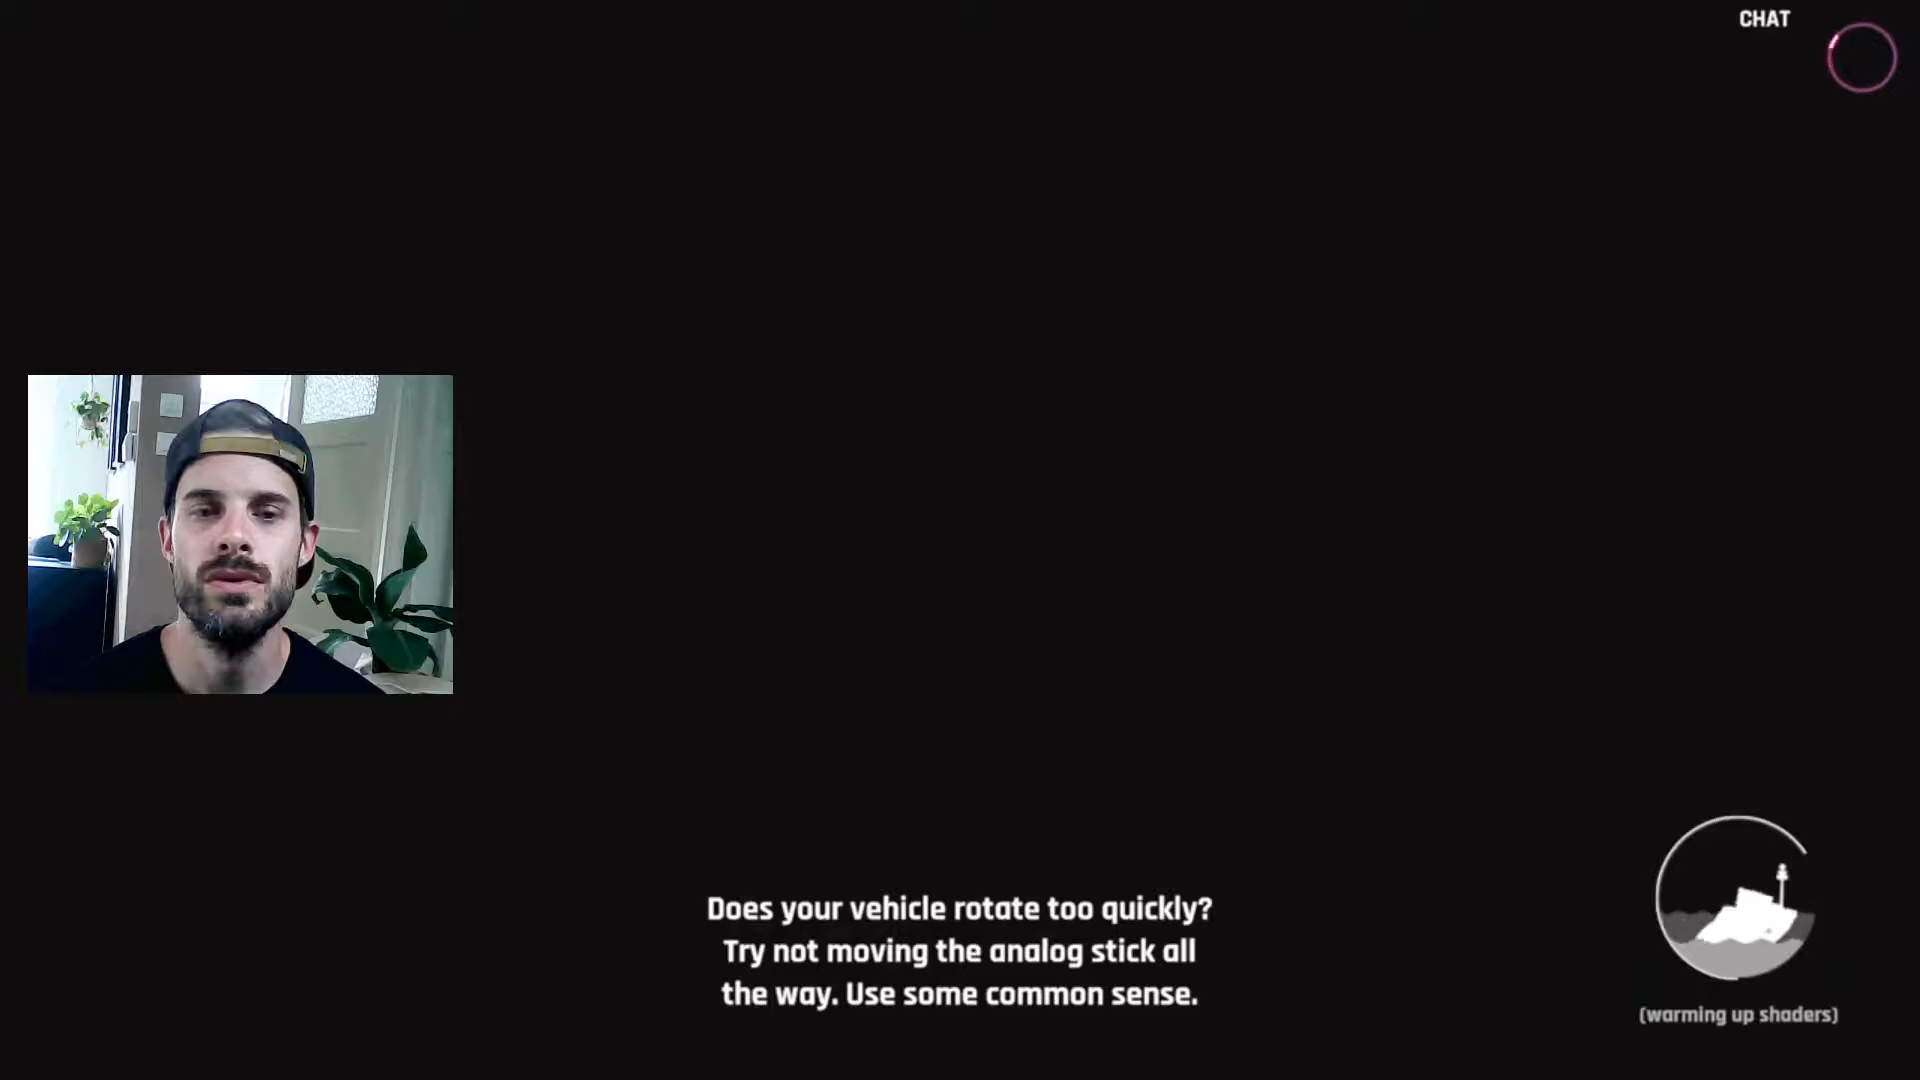 CHAT
Does your vehicle rotate too quickly?
Try not moving the analog stick all
the way. Use some common sense.
(warming up shaders)